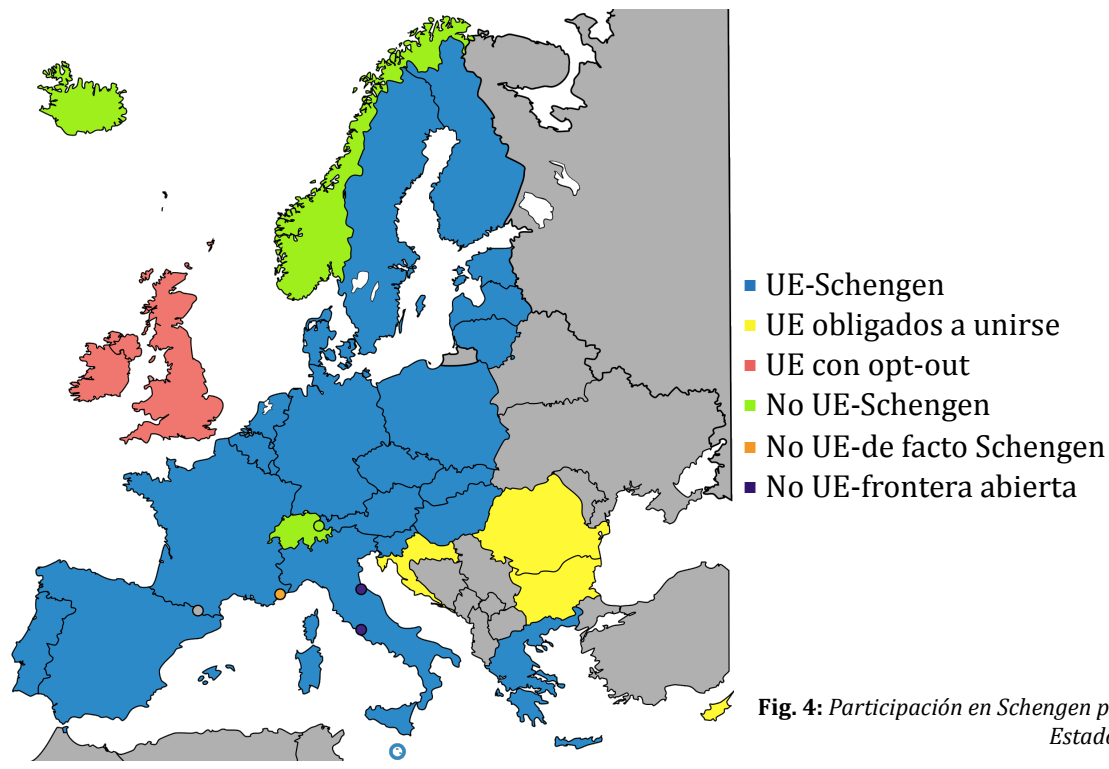 UE-Schengen
UE obligados a unirse
UE con opt-out
No UE-Schengen
No UE-de facto Schengen
No UE-frontera abierta
Fig. 4: Participación en Schengen p
Estado